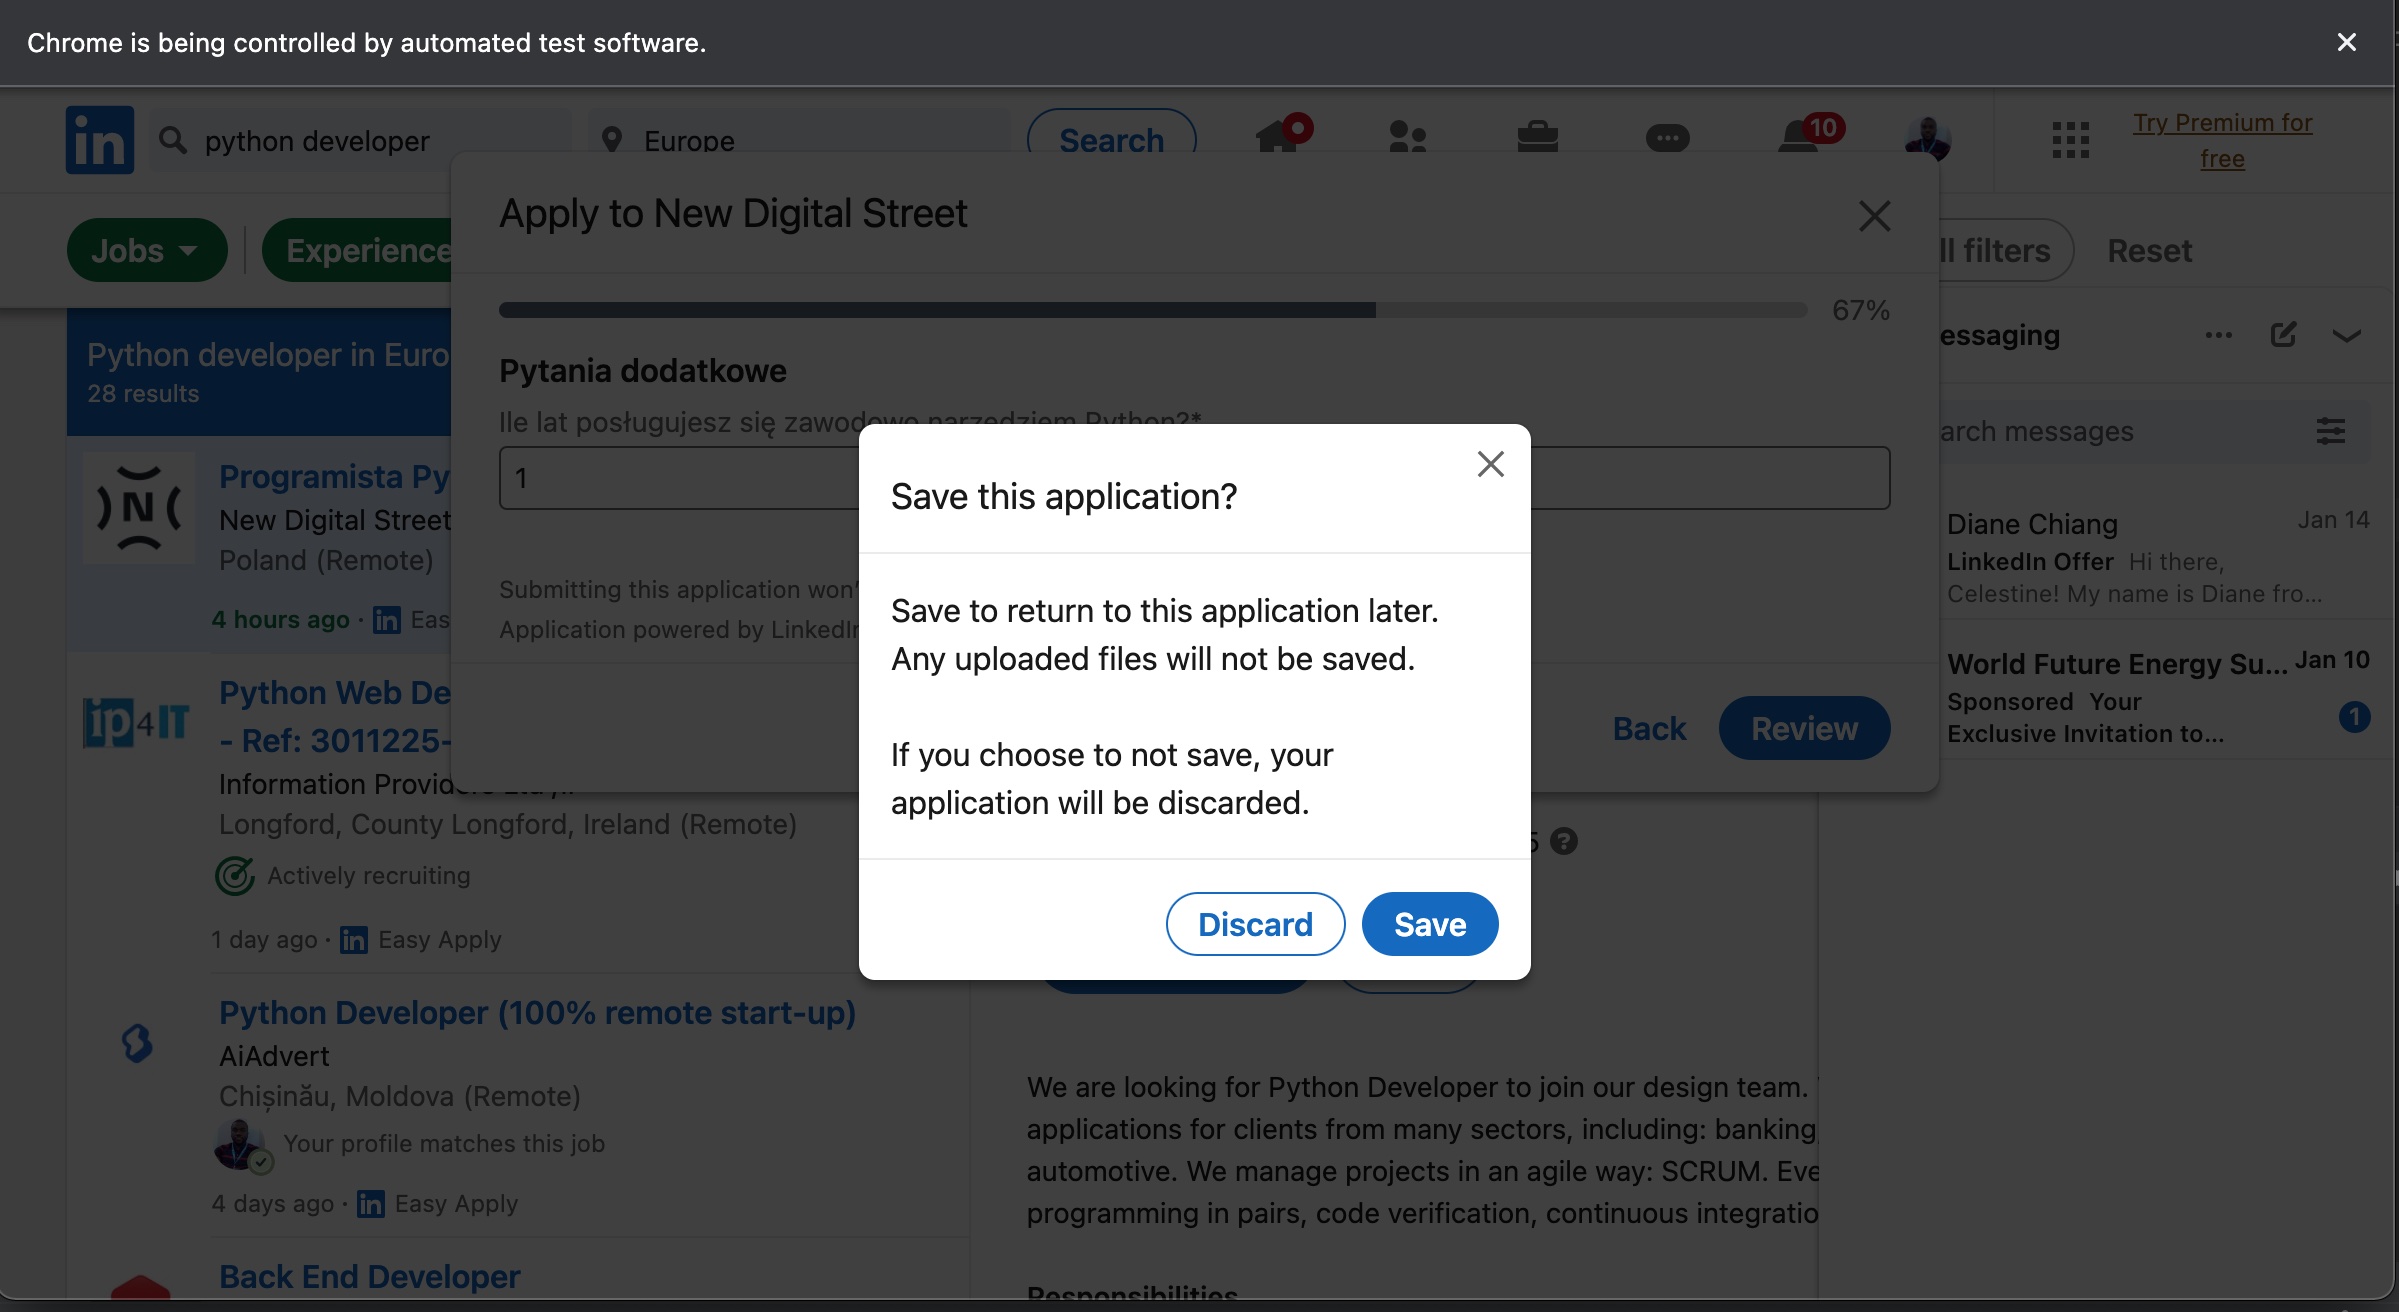 Chrome is being controlled by automated test software.
in
python developer
Europe
Search
10
Try Premium for
free
Jobs
Experience
ll filters
Reset
Apply to New Digital Street
67%
Pytania dodatkowe
Ile lat posługujesz się zawodowo narzędziem Python?*
1
Submitting this application won'
Application powered by LinkedIn
Back
Review
Save this application?
Save to return to this application later.
Any uploaded files will not be saved.
If you choose to not save, your
application will be discarded.
Discard
Save
Python developer in Euro
28 results
N
Programista Py
New Digital Street
Poland (Remote)
4 hours ago · in Eas
ip4IT
Python Web De
- Ref: 3011225-
Information Provid
Longford, County Longford, Ireland (Remote)
Actively recruiting
1 day ago · in Easy Apply
Python Developer (100% remote start-up)
AiAdvert
Chișinău, Moldova (Remote)
Your profile matches this job
4 days ago · in Easy Apply
Back End Developer
We are looking for Python Developer to join our design team.
applications for clients from many sectors, including: banking,
automotive. We manage projects in an agile way: SCRUM. Eve
programming in pairs, code verification, continuous integratio
Responsibilities
essaging
arch messages
Diane Chiang
Jan 14
LinkedIn Offer Hi there,
Celestine! My name is Diane fro...
World Future Energy Su...
Jan 10
Sponsored Your
Exclusive Invitation to...
1